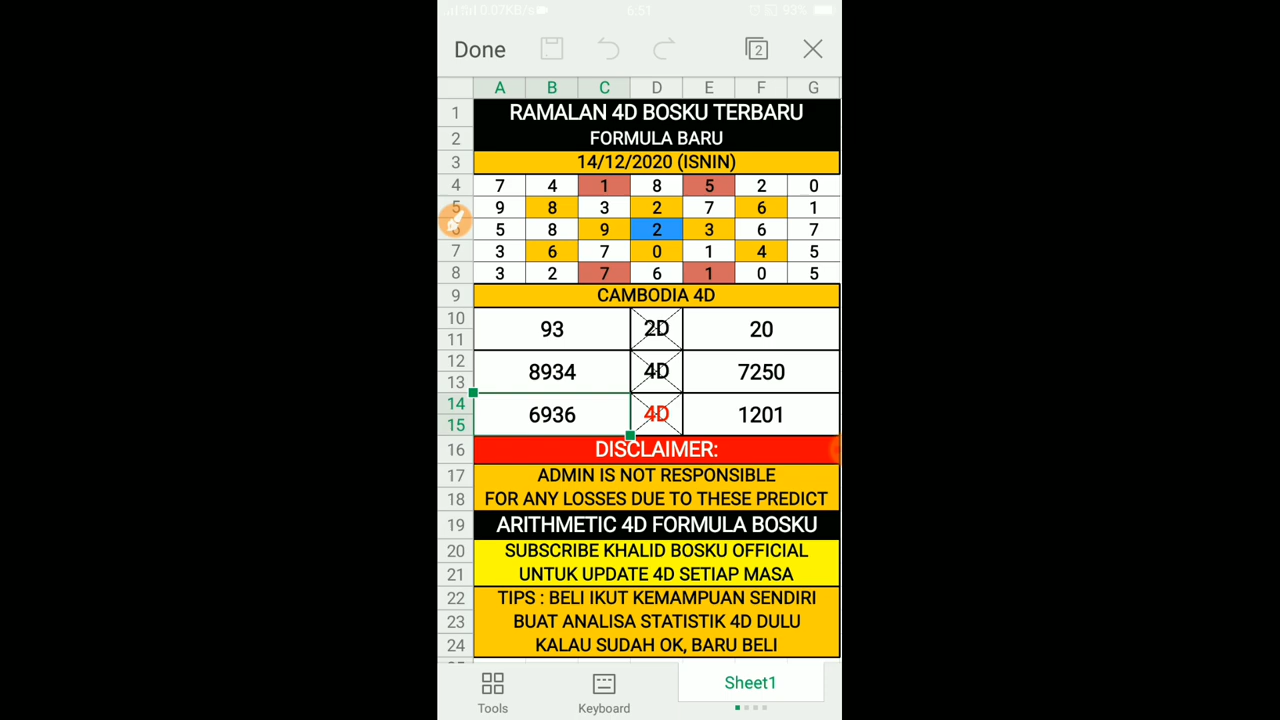 0.07KB/s 6:51 93%
Done 2
A B C D E F G
1 RAMALAN 4D BOSKU TERBARU
2 FORMULA BARU
3 14/12/2020 (ISNIN)
4 7 4 1 8 5 2 0
5 9 8 3 2 7 6 1
6 5 8 9 2 3 6 7
7 3 6 7 0 1 4 5
8 3 2 7 6 1 0 5
9 CAMBODIA 4D
10
93 2D 20
11
12
8934 4D 7250
13
14
6936 4D 1201
15
16 DISCLAIMER:
17 ADMIN IS NOT RESPONSIBLE
18 FOR ANY LOSSES DUE TO THESE PREDICT
19 ARITHMETIC 4D FORMULA BOSKU
20 SUBSCRIBE KHALID BOSKU OFFICIAL
21 UNTUK UPDATE 4D SETIAP MASA
22 TIPS : BELI IKUT KEMAMPUAN SENDIRI
23 BUAT ANALISA STATISTIK 4D DULU
24 KALAU SUDAH OK, BARU BELI
Tools Keyboard Sheet1